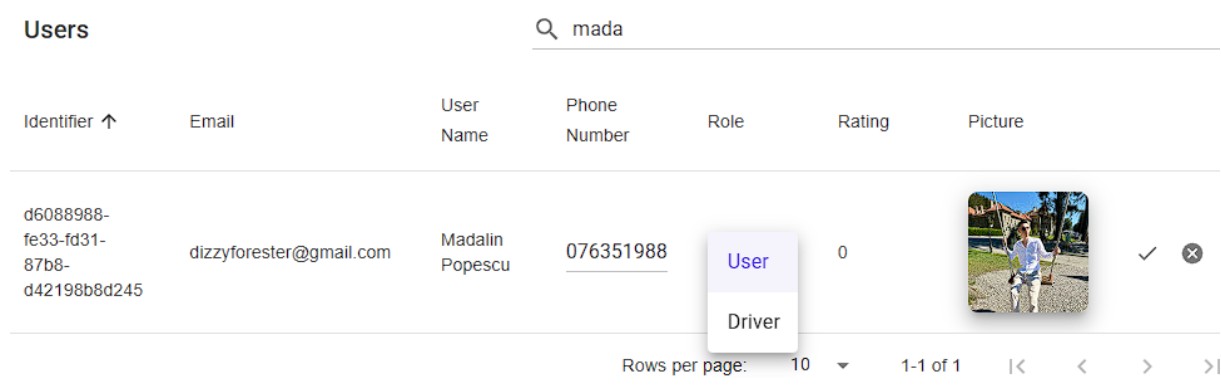 Users
mada
Identifier
Email
User
Name
Phone
Number
Role
Rating
Picture
d6088988-
fe33-fd31-
87b8-
d42198b8d245
dizzyforester@gmail.com
Madalin
Popescu
076351988
User
Driver
0
Rows per page:
10
1-1 of 1